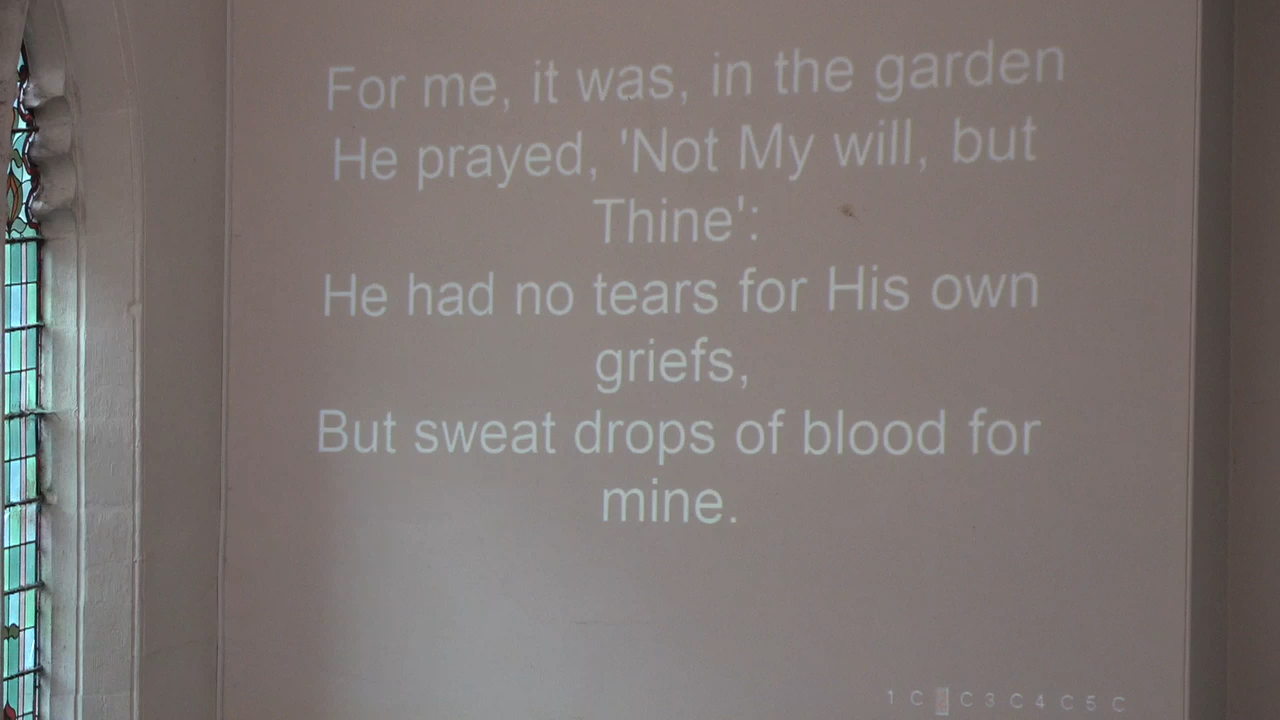 For me, it was, in the garden
He prayed, 'Not My will, but
Thine':
He had no tears for His own
griefs,
But sweat drops of blood for
mine.
1 C C 3 C 4 C 5 C